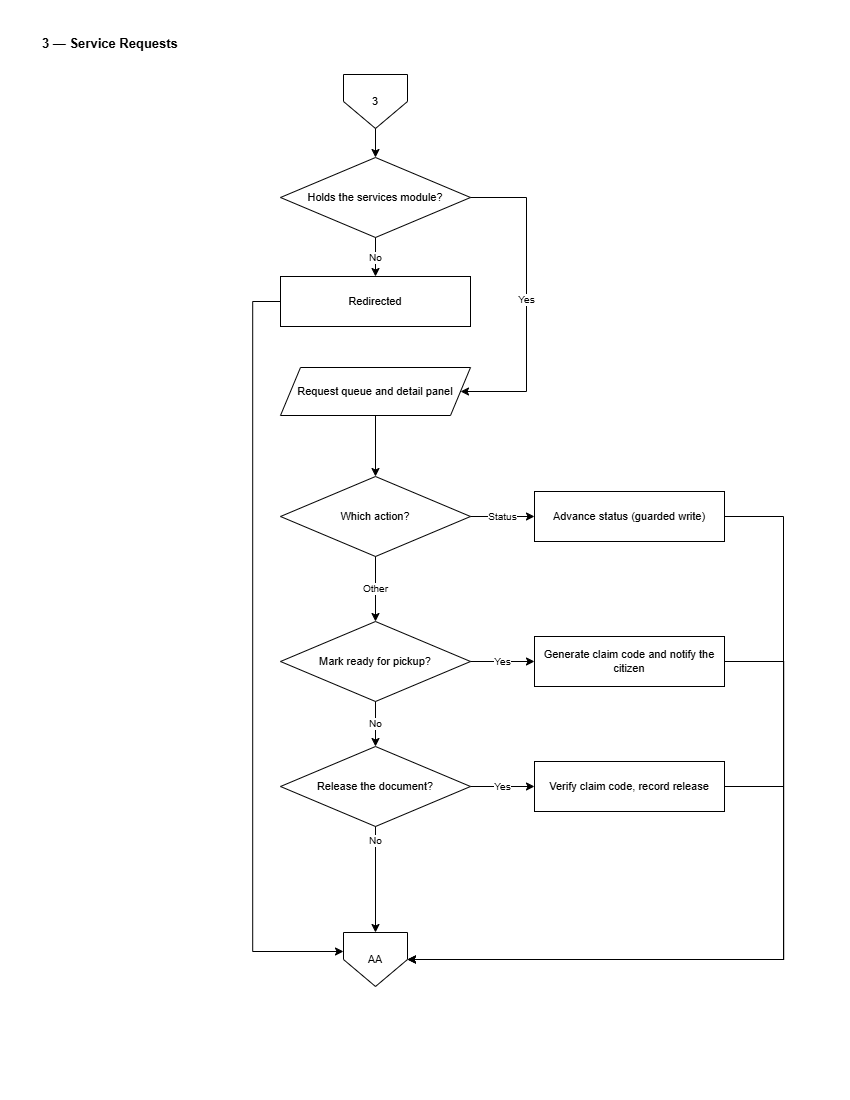 3 — Service Requests
3
Holds the services module?
No
Redirected
Yes
Request queue and detail panel
Which action?
Status
Advance status (guarded write)
Other
Mark ready for pickup?
Yes
Generate claim code and notify the
citizen
No
Release the document?
Yes
Verify claim code, record release
No
AA